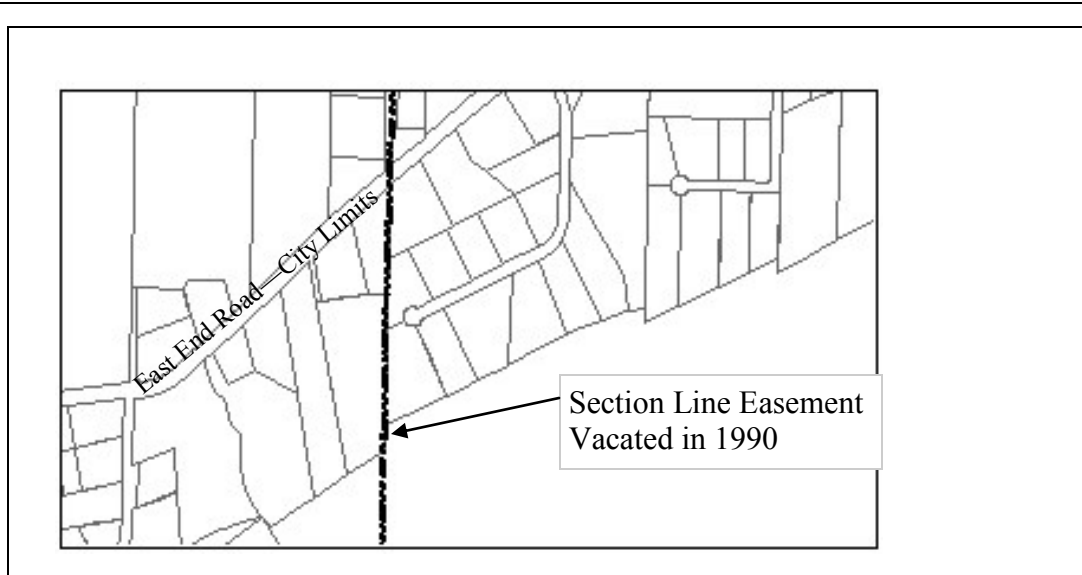 East End Road—City Limits
Section Line Easement
Vacated in 1990